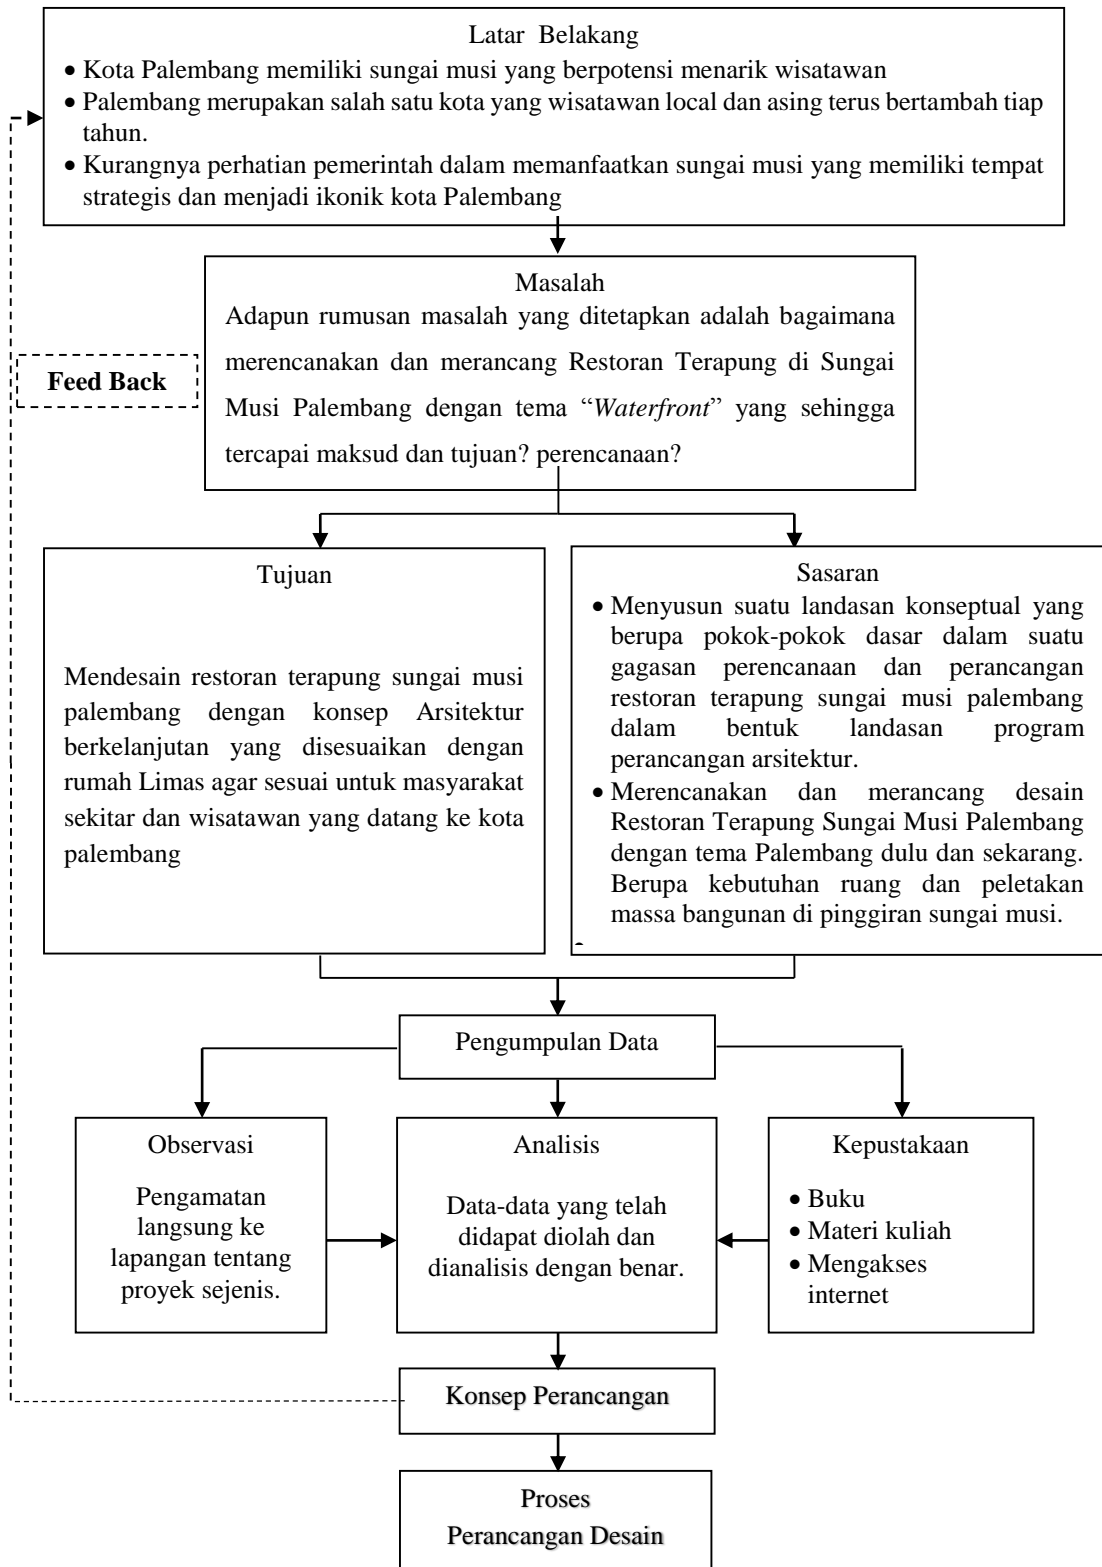 Latar  Belakang
• Kota Palembang memiliki sungai musi yang berpotensi menarik wisatawan
• Palembang merupakan salah satu kota yang wisatawan local dan asing terus bertambah tiap
tahun.
• Kurangnya perhatian pemerintah dalam memanfaatkan sungai musi yang memiliki tempat
strategis dan menjadi ikonik kota Palembang
Masalah
Adapun rumusan masalah yang ditetapkan adalah bagaimana
merencanakan dan merancang Restoran Terapung di Sungai
Musi Palembang dengan tema “Waterfront” yang sehingga
tercapai maksud dan tujuan? perencanaan?
Feed Back
Tujuan
Mendesain restoran terapung sungai musi
palembang dengan konsep Arsitektur
berkelanjutan yang disesuaikan dengan
rumah Limas agar sesuai untuk masyarakat
sekitar dan wisatawan yang datang ke kota
palembang
Sasaran
• Menyusun suatu landasan konseptual yang
berupa pokok-pokok dasar dalam suatu
gagasan perencanaan dan perancangan
restoran terapung sungai musi palembang
dalam bentuk landasan program
perancangan arsitektur.
• Merencanakan dan merancang desain
Restoran Terapung Sungai Musi Palembang
dengan tema Palembang dulu dan sekarang.
Berupa kebutuhan ruang dan peletakan
massa bangunan di pinggiran sungai musi.
Pengumpulan Data
Observasi
Pengamatan
langsung ke
lapangan tentang
proyek sejenis.
Analisis
Data-data yang telah
didapat diolah dan
dianalisis dengan benar.
Kepustakaan
• Buku
• Materi kuliah
• Mengakses
internet
Konsep Perancangan
Proses
Perancangan Desain